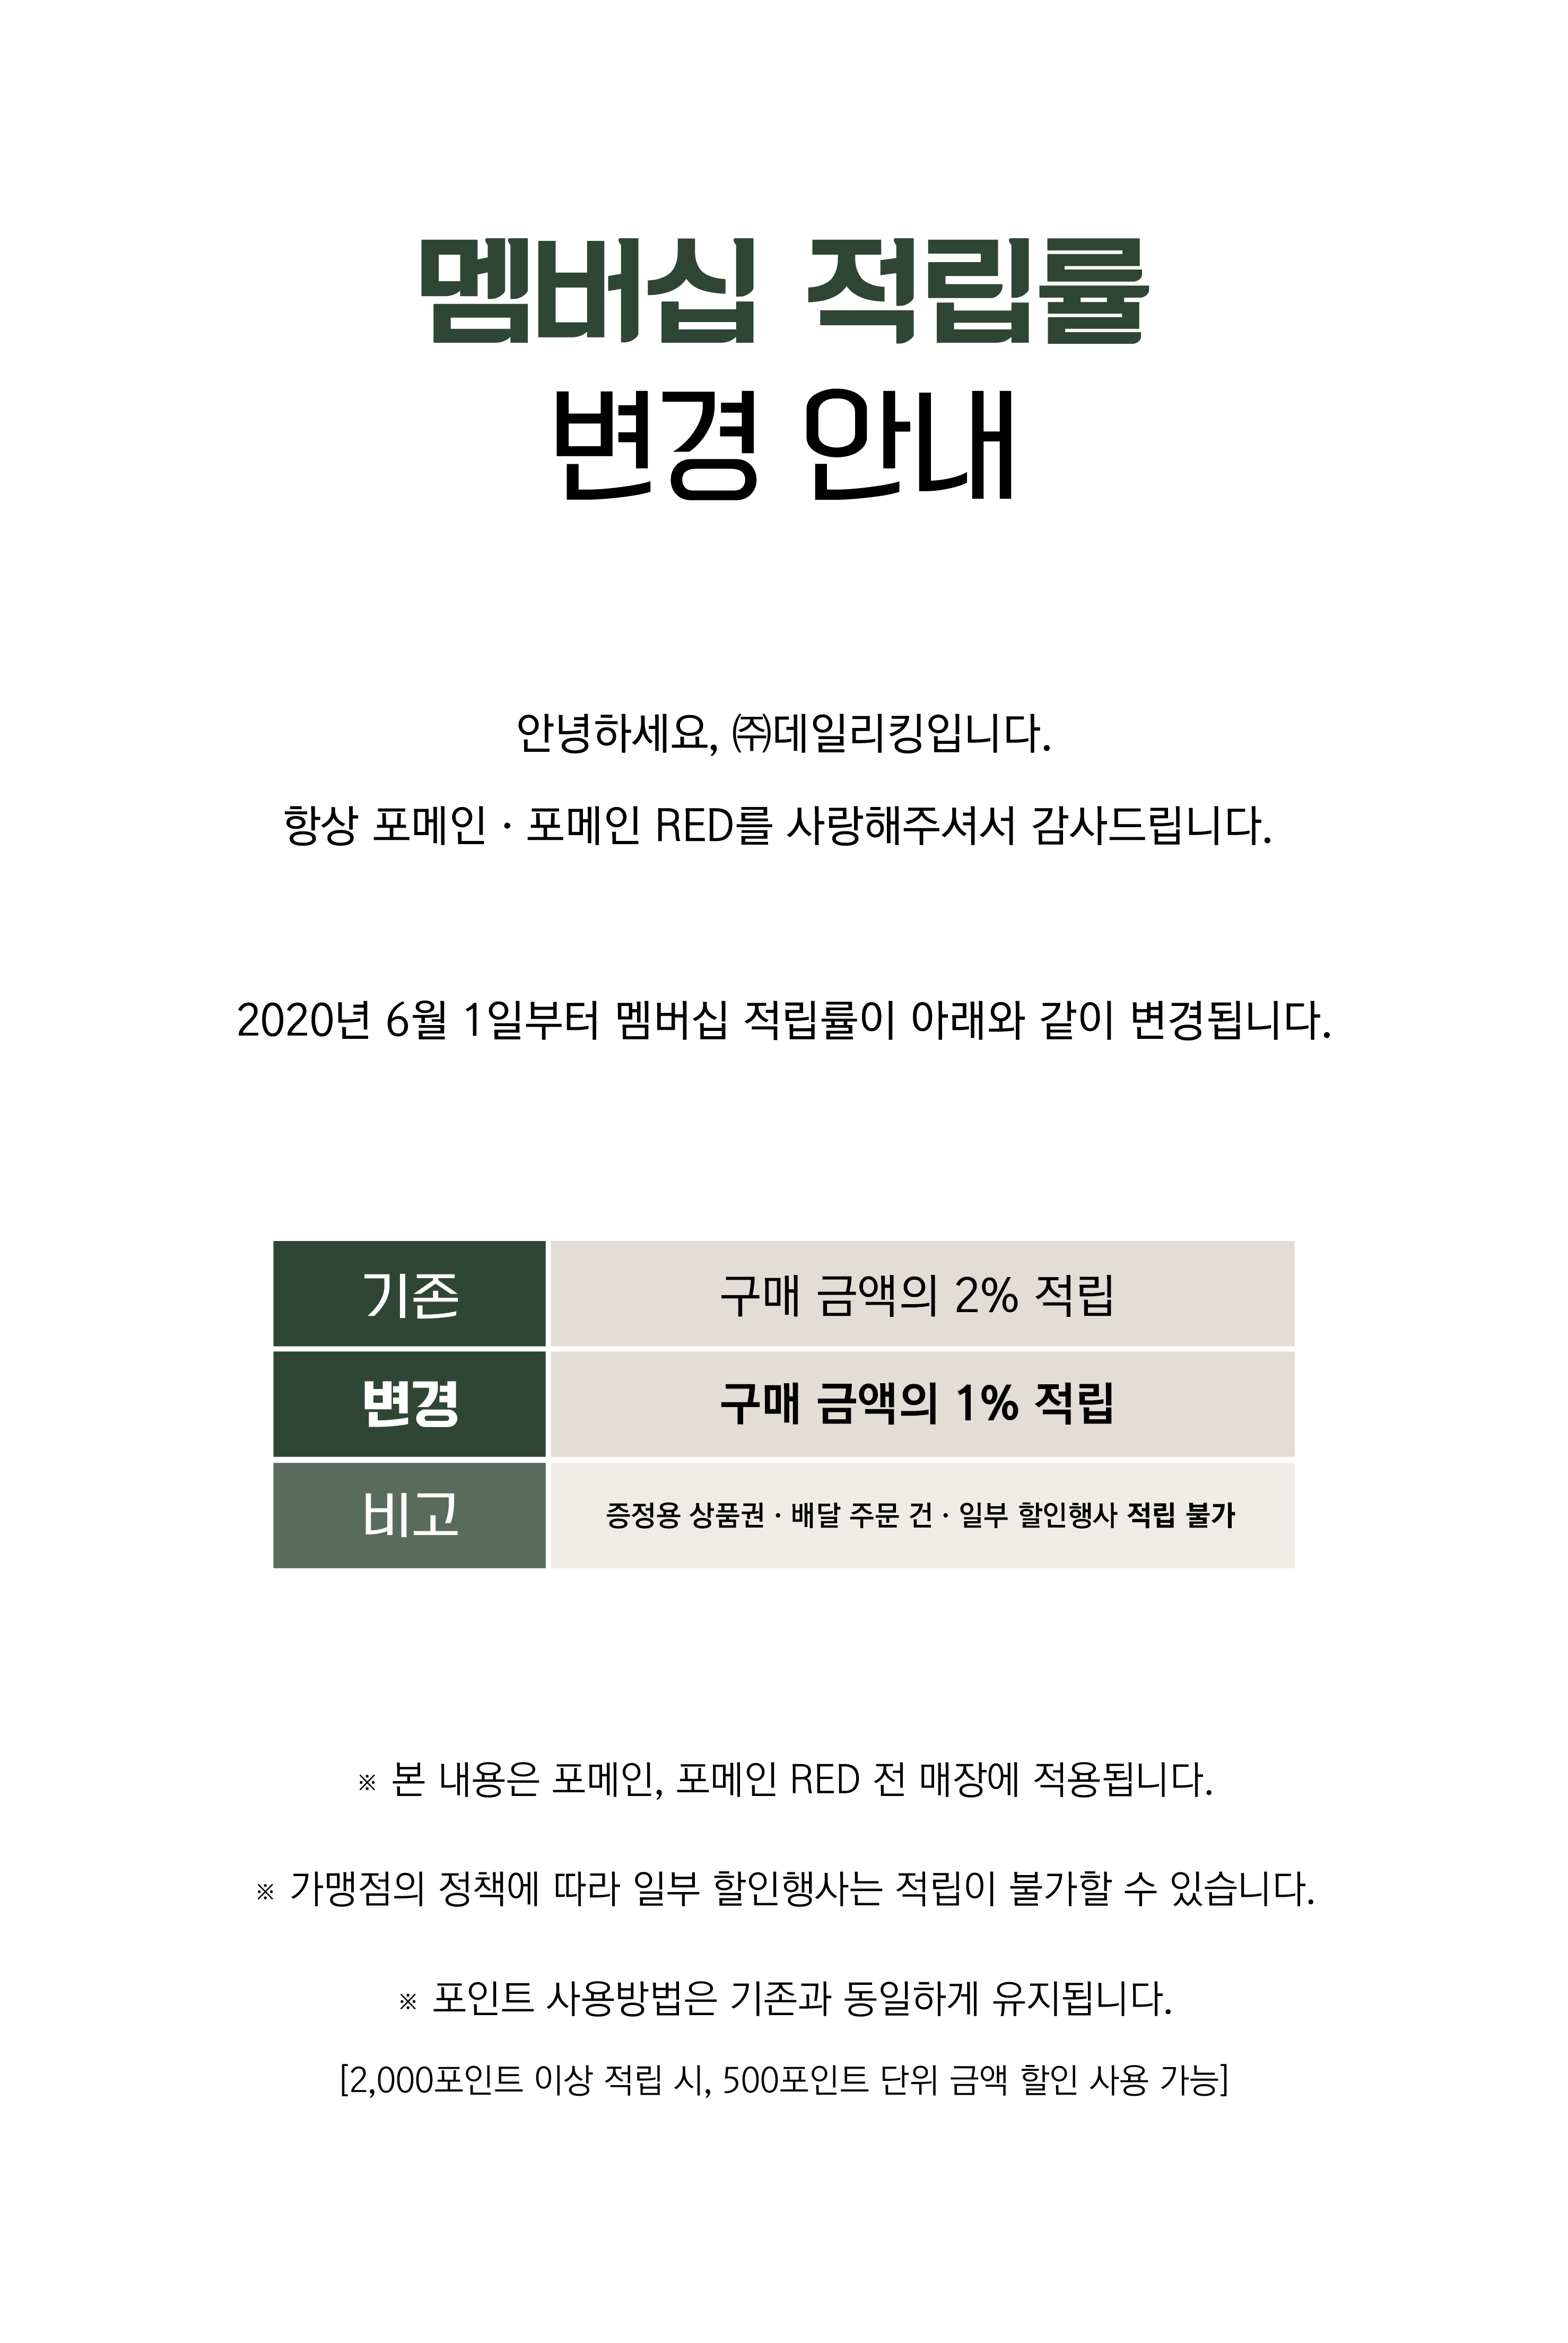 멤버십 적립률
변경 안내
안녕하세요, ㈜데일리킹입니다.
항상 포메인 · 포메인 RED를 사랑해주셔서 감사드립니다.
2020년 6월 1일부터 멤버십 적립률이 아래와 같이 변경됩니다.
기존 구매 금액의 2% 적립
변경 구매 금액의 1% 적립
비고 증정용 상품권 · 배달 주문 건 · 일부 할인행사 적립 불가
※ 본 내용은 포메인, 포메인 RED 전 매장에 적용됩니다.
※ 가맹점의 정책에 따라 일부 할인행사는 적립이 불가할 수 있습니다.
※ 포인트 사용방법은 기존과 동일하게 유지됩니다.
[2,000포인트 이상 적립 시, 500포인트 단위 금액 할인 사용 가능]